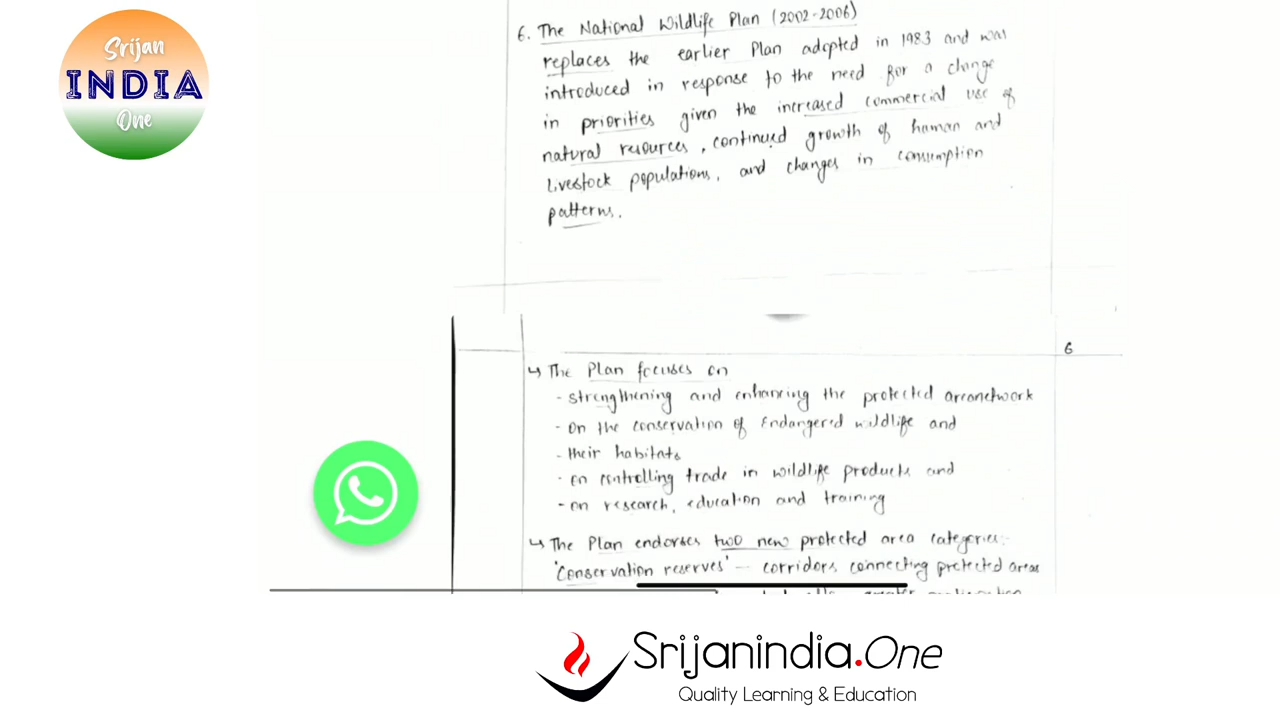 Srijan
INDIA
One
6. The National Wildlife Plan (2002-2006)
replaces the earlier Plan adopted in 1983 and was
introduced in response to the need for a change
in priorities given the increased commercial use of
natural resources, continued growth of human and
Livestock populations, and changes in consumption
patterns.
6
↳ The Plan focuses on
- strengthening and enhancing the protected areanetwork
- on the conservation of Endangered wildlife and
- their habitats
- on controlling trade in wildlife products and
- on research, education and training
↳ The Plan endorses two new protected area categories:-
'Conservation reserves' — corridors connecting protected areas
Srijanindia.One
Quality Learning & Education